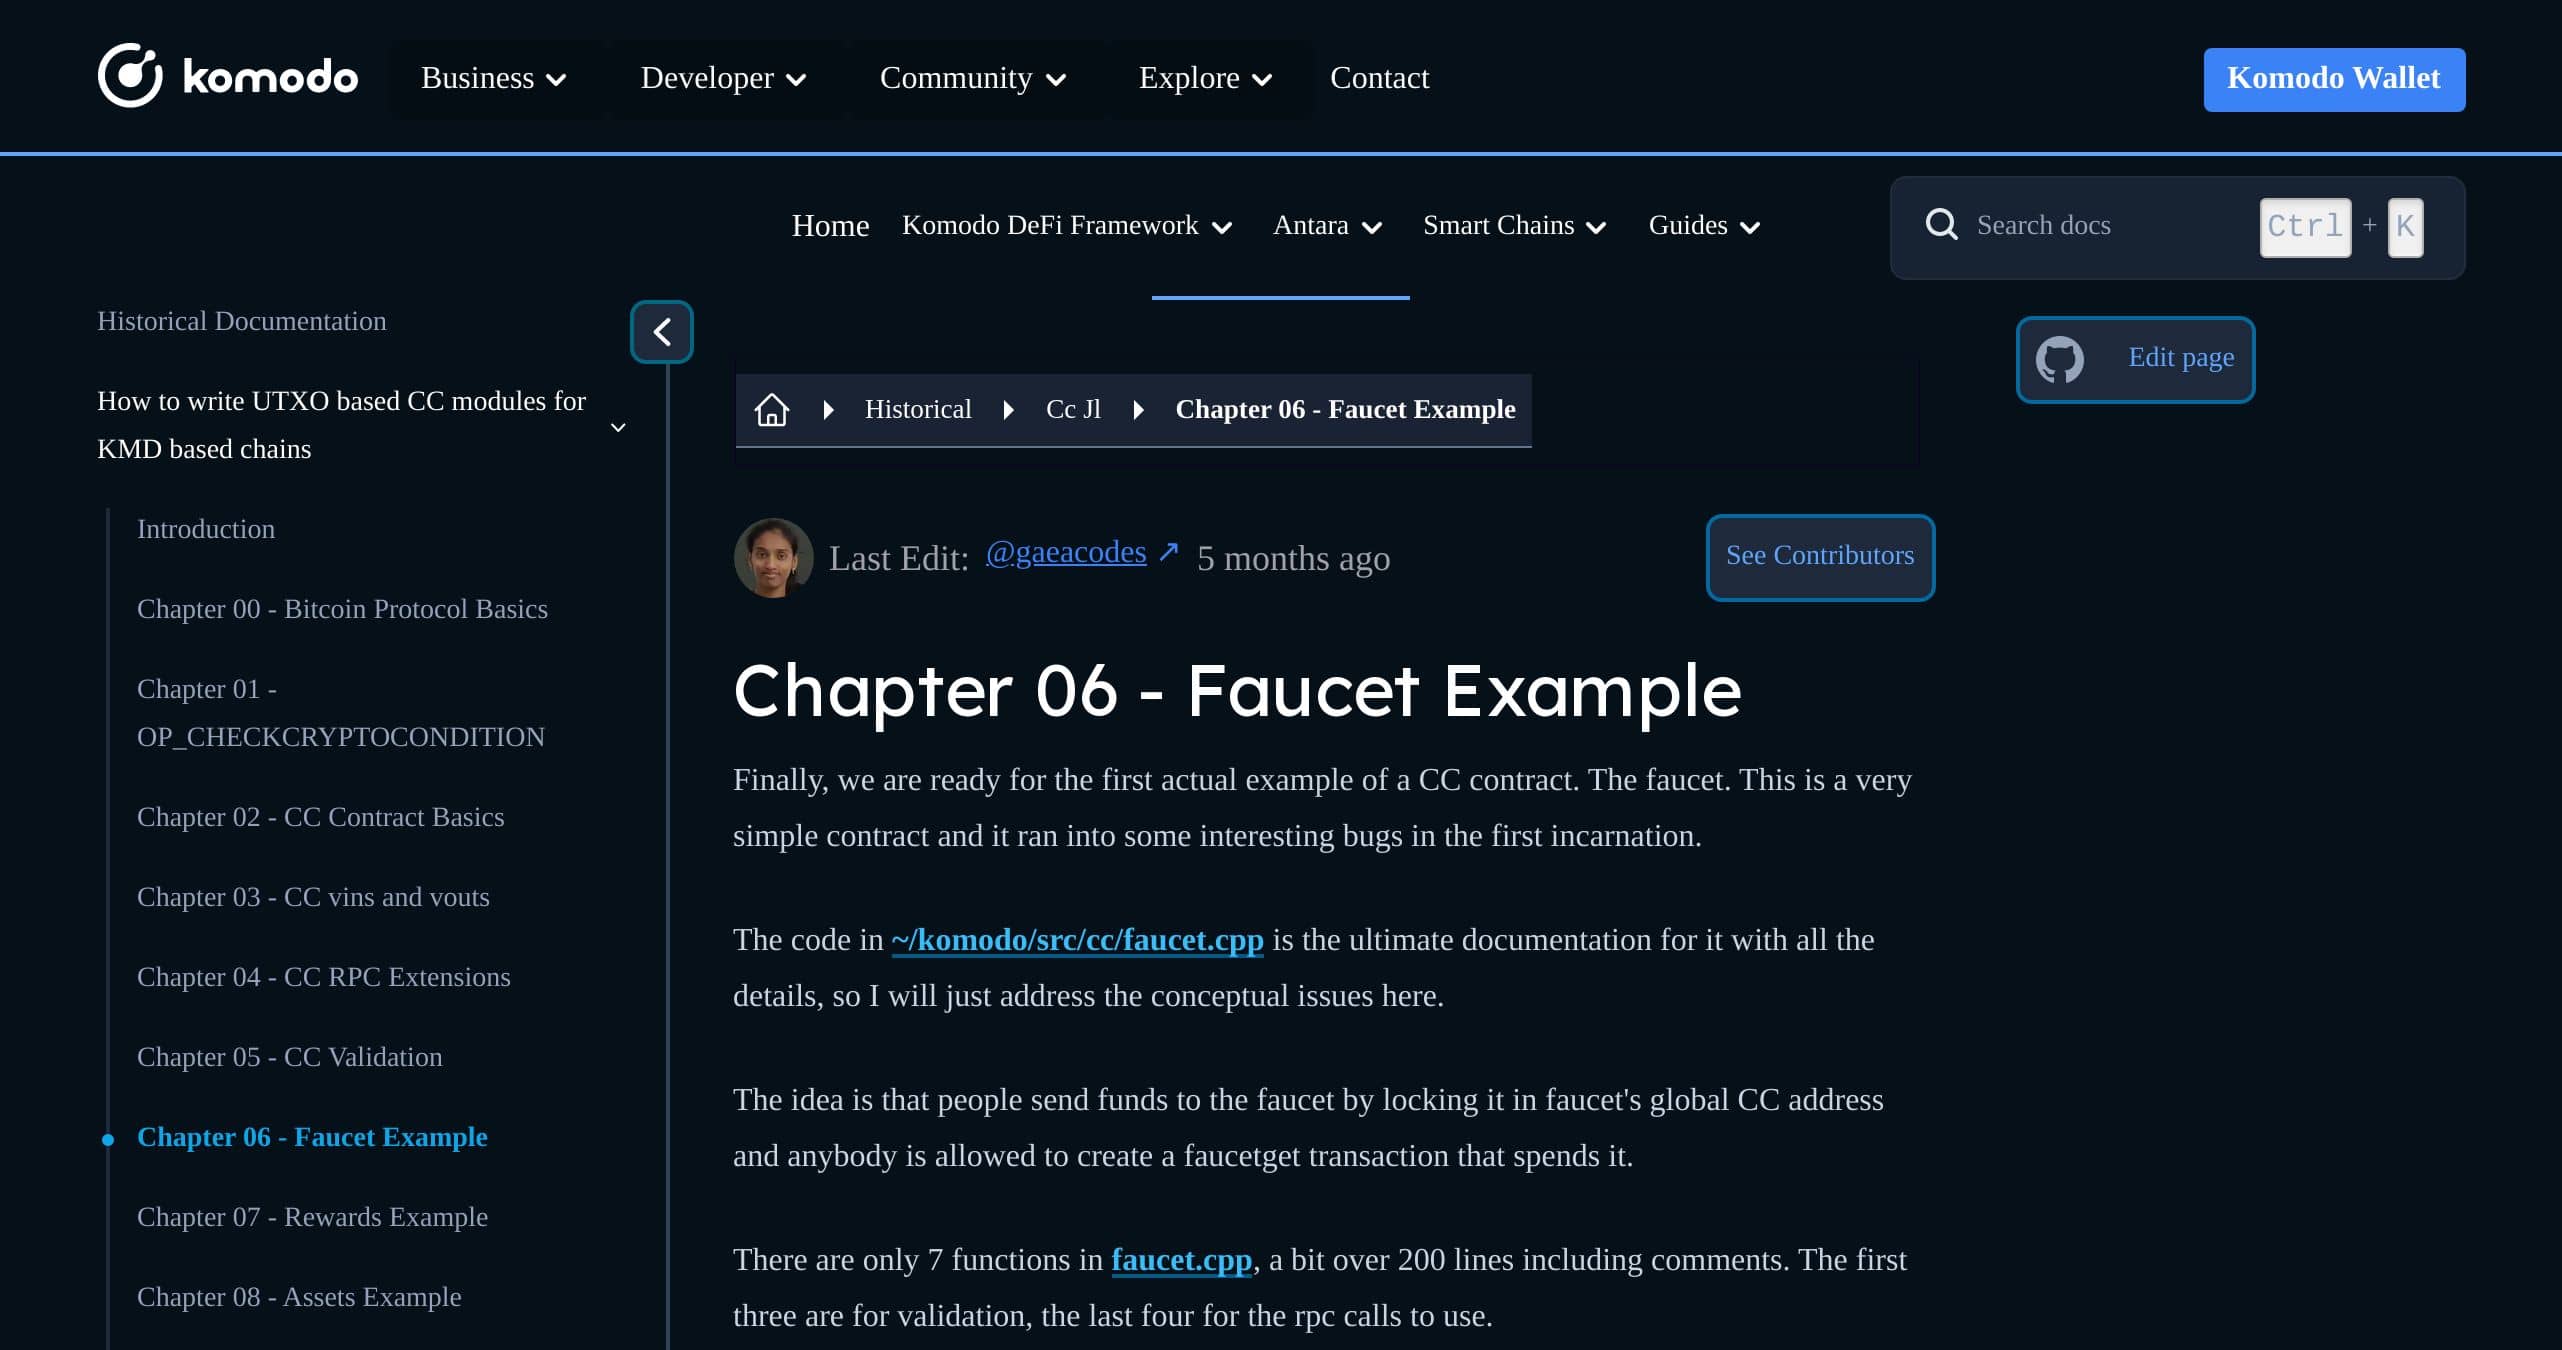 komodo
Business
Developer
Community
Explore
Contact
Komodo Wallet
Home
Komodo DeFi Framework
Antara
Smart Chains
Guides
Search docs
Ctrl + K
Historical Documentation
How to write UTXO based CC modules for
KMD based chains
Introduction
Chapter 00 - Bitcoin Protocol Basics
Chapter 01 -
OP_CHECKCRYPTOCONDITION
Chapter 02 - CC Contract Basics
Chapter 03 - CC vins and vouts
Chapter 04 - CC RPC Extensions
Chapter 05 - CC Validation
Chapter 06 - Faucet Example
Chapter 07 - Rewards Example
Chapter 08 - Assets Example
Edit page
Historical
Cc Jl
Chapter 06 - Faucet Example
Last Edit: @gaeacodes ↗ 5 months ago
See Contributors
Chapter 06 - Faucet Example
Finally, we are ready for the first actual example of a CC contract. The faucet. This is a very
simple contract and it ran into some interesting bugs in the first incarnation.
The code in ~/komodo/src/cc/faucet.cpp is the ultimate documentation for it with all the
details, so I will just address the conceptual issues here.
The idea is that people send funds to the faucet by locking it in faucet's global CC address
and anybody is allowed to create a faucetget transaction that spends it.
There are only 7 functions in faucet.cpp, a bit over 200 lines including comments. The first
three are for validation, the last four for the rpc calls to use.